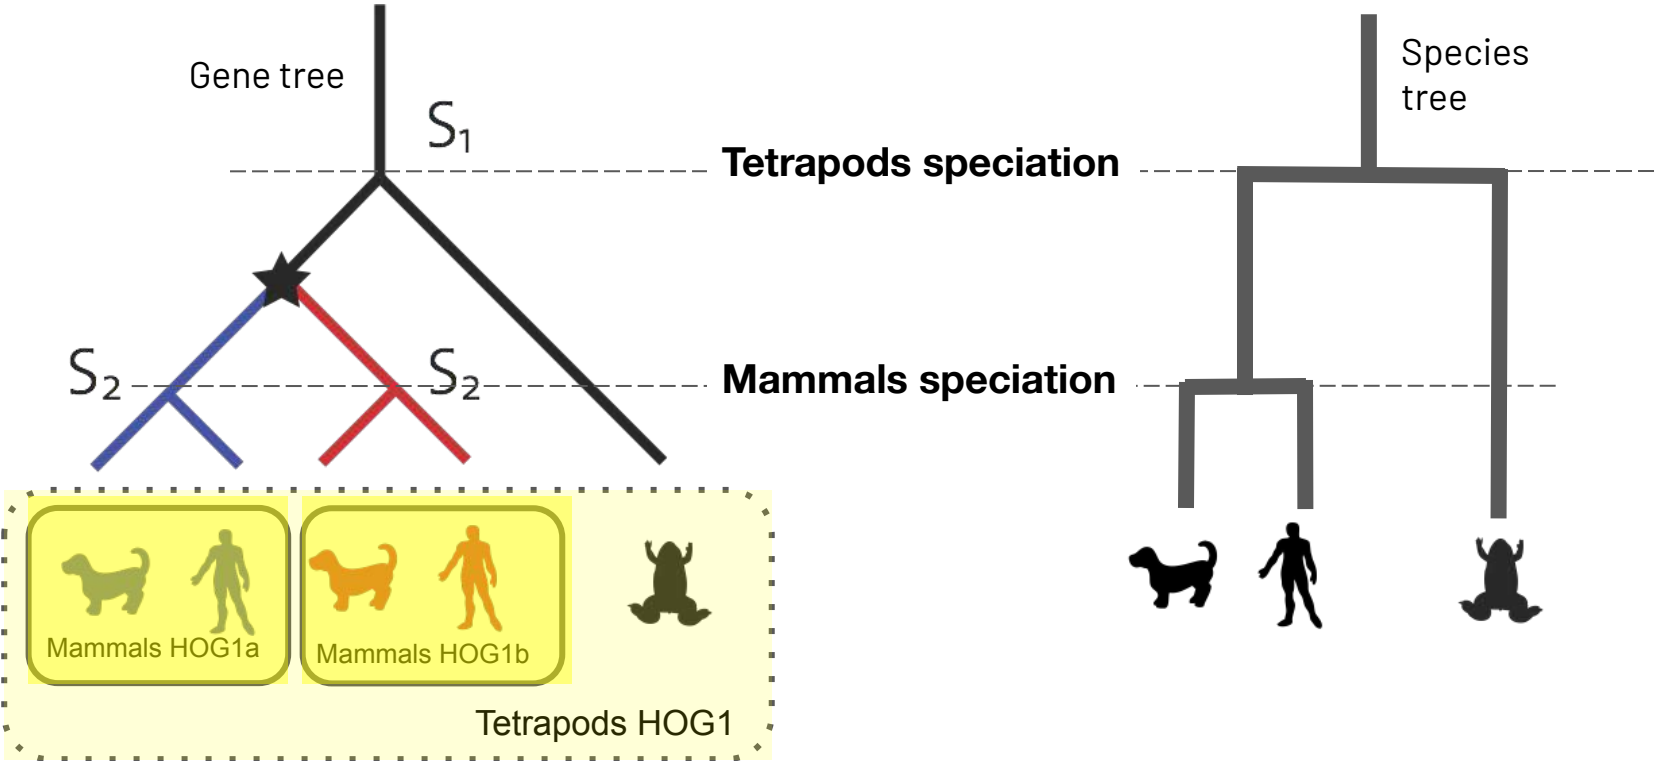 Gene tree
S₁
Species
tree
Tetrapods speciation
S₂
S₂
Mammals speciation
Mammals HOG1a
Mammals HOG1b
Tetrapods HOG1